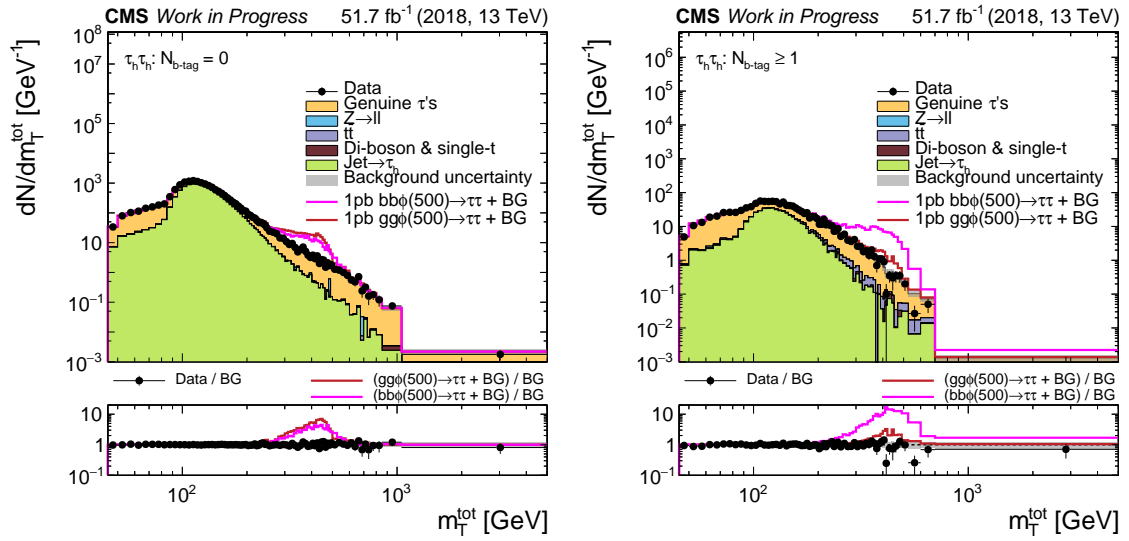 CMS Work in Progress 51.7 fb⁻¹ (2018, 13 TeV)
τₕτₕ: N_b-tag = 0
Data
Genuine τ's
Z→ll
tt̄
Di-boson & single-t
Jet→τₕ
Background uncertainty
1pb bbϕ(500)→ττ + BG
1pb ggϕ(500)→ττ + BG
dN/dm_T^tot [GeV⁻¹]
10⁸
10⁷
10⁵
10³
10
10⁻¹
10⁻³
Data / BG
(ggϕ(500)→ττ + BG) / BG
(bbϕ(500)→ττ + BG) / BG
10
1
10⁻¹
10² 10³
m_T^tot [GeV]
CMS Work in Progress 51.7 fb⁻¹ (2018, 13 TeV)
τₕτₕ: N_b-tag ≥ 1
Data
Genuine τ's
Z→ll
tt̄
Di-boson & single-t
Jet→τₕ
Background uncertainty
1pb bbϕ(500)→ττ + BG
1pb ggϕ(500)→ττ + BG
dN/dm_T^tot [GeV⁻¹]
10⁶
10⁵
10⁴
10³
10²
10
1
10⁻¹
10⁻²
10⁻³
Data / BG
(ggϕ(500)→ττ + BG) / BG
(bbϕ(500)→ττ + BG) / BG
10
1
10⁻¹
10² 10³
m_T^tot [GeV]